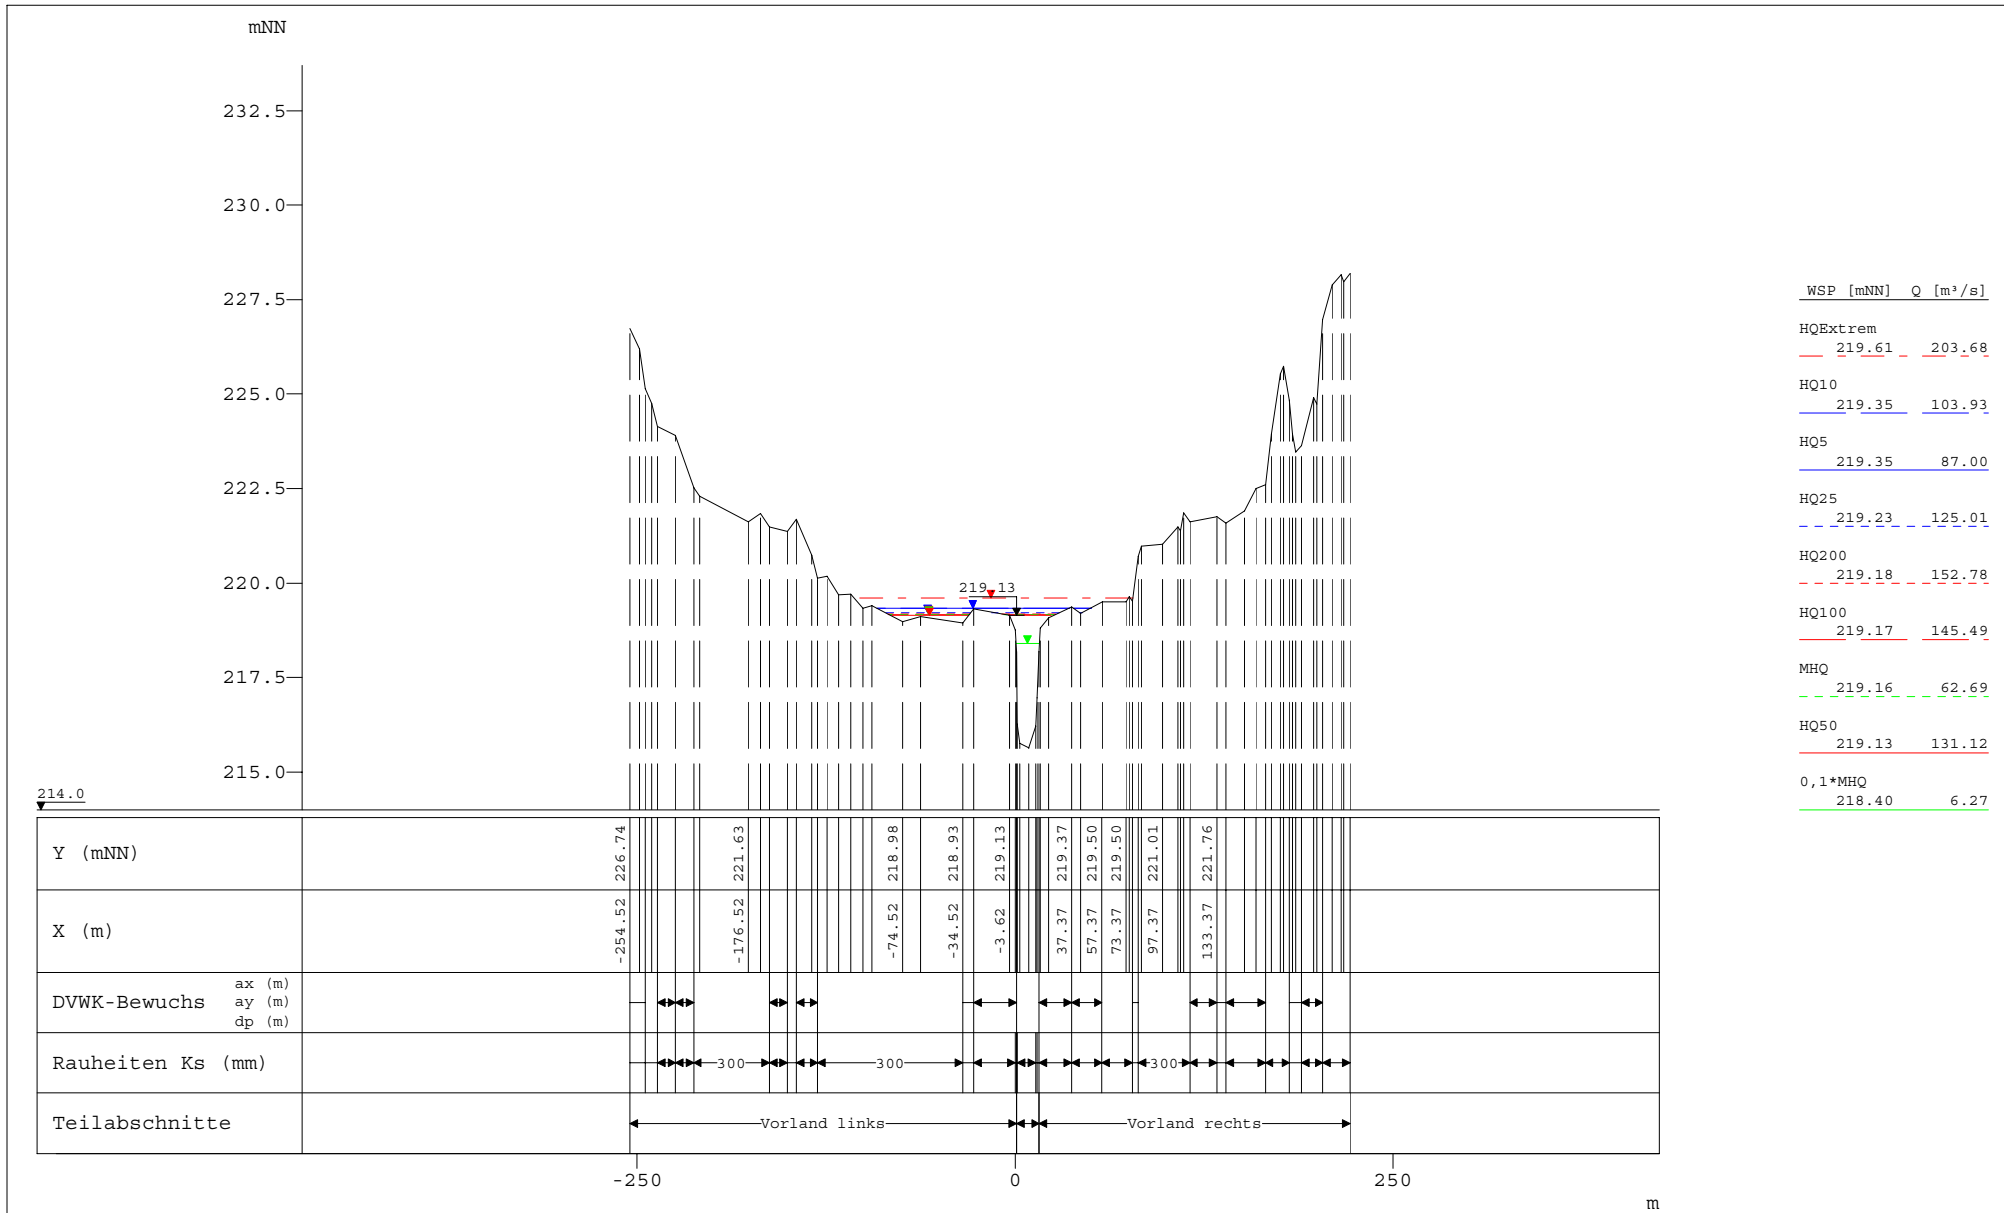 mNN
232.5
230.0
227.5
225.0
222.5
220.0
217.5
215.0
214.0
219.13
WSP [mNN] Q [m³/s]
HQExtrem
219.61 203.68
HQ10
219.35 103.93
HQ5
219.35 87.00
HQ25
219.23 125.01
HQ200
219.18 152.78
HQ100
219.17 145.49
MHQ
219.16 62.69
HQ50
219.13 131.12
0,1*MHQ
218.40 6.27
Y (mNN)
226.74 221.63 218.98 218.93 219.13 219.37 219.50 219.50 221.01 221.76
X (m)
-254.52 -176.52 -74.52 -34.52 -3.62 37.37 57.37 73.37 97.37 133.37
DVWK-Bewuchs
ax (m)
ay (m)
dp (m)
Rauheiten Ks (mm) 300 300 300
Teilabschnitte Vorland links Vorland rechts
-250 0 250
m